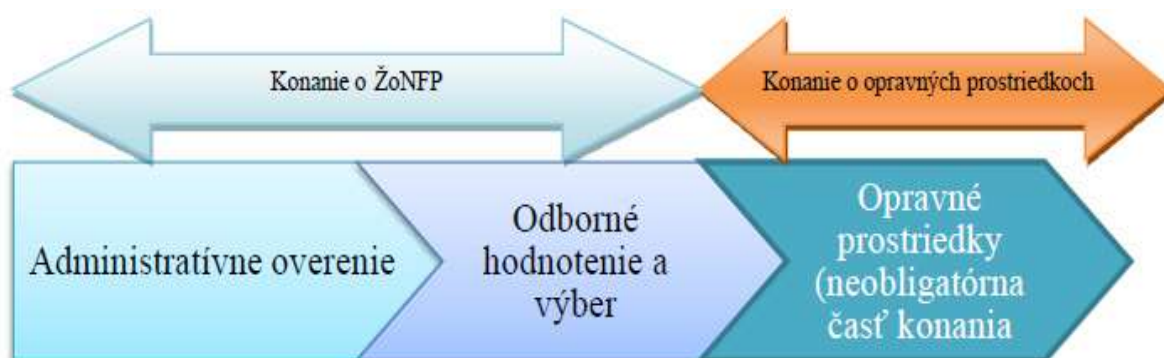 Konanie o ŽoNFP
Konanie o opravných prostriedkoch
Administratívne overenie
Odborné
hodnotenie a
výber
Opravné
prostriedky
(neobligatórna
časť konania